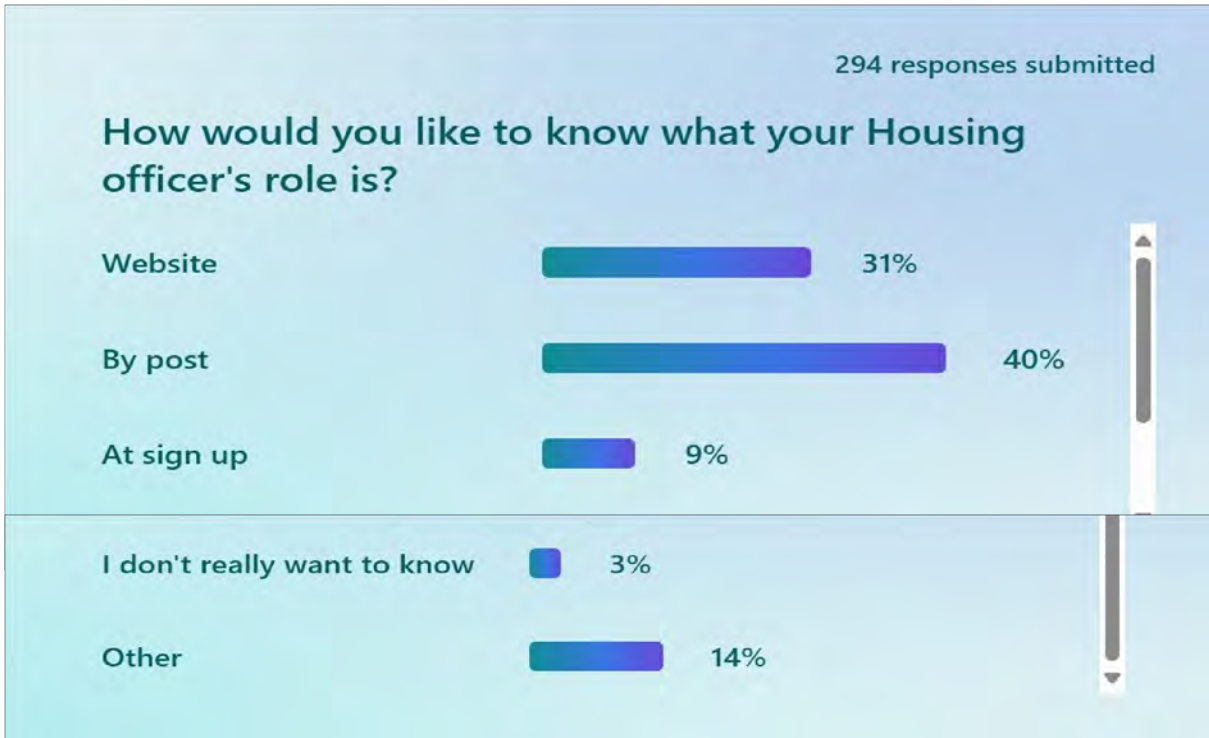 294 responses submitted
How would you like to know what your Housing
officer's role is?
Website 31%
By post 40%
At sign up 9%
I don't really want to know 3%
Other 14%